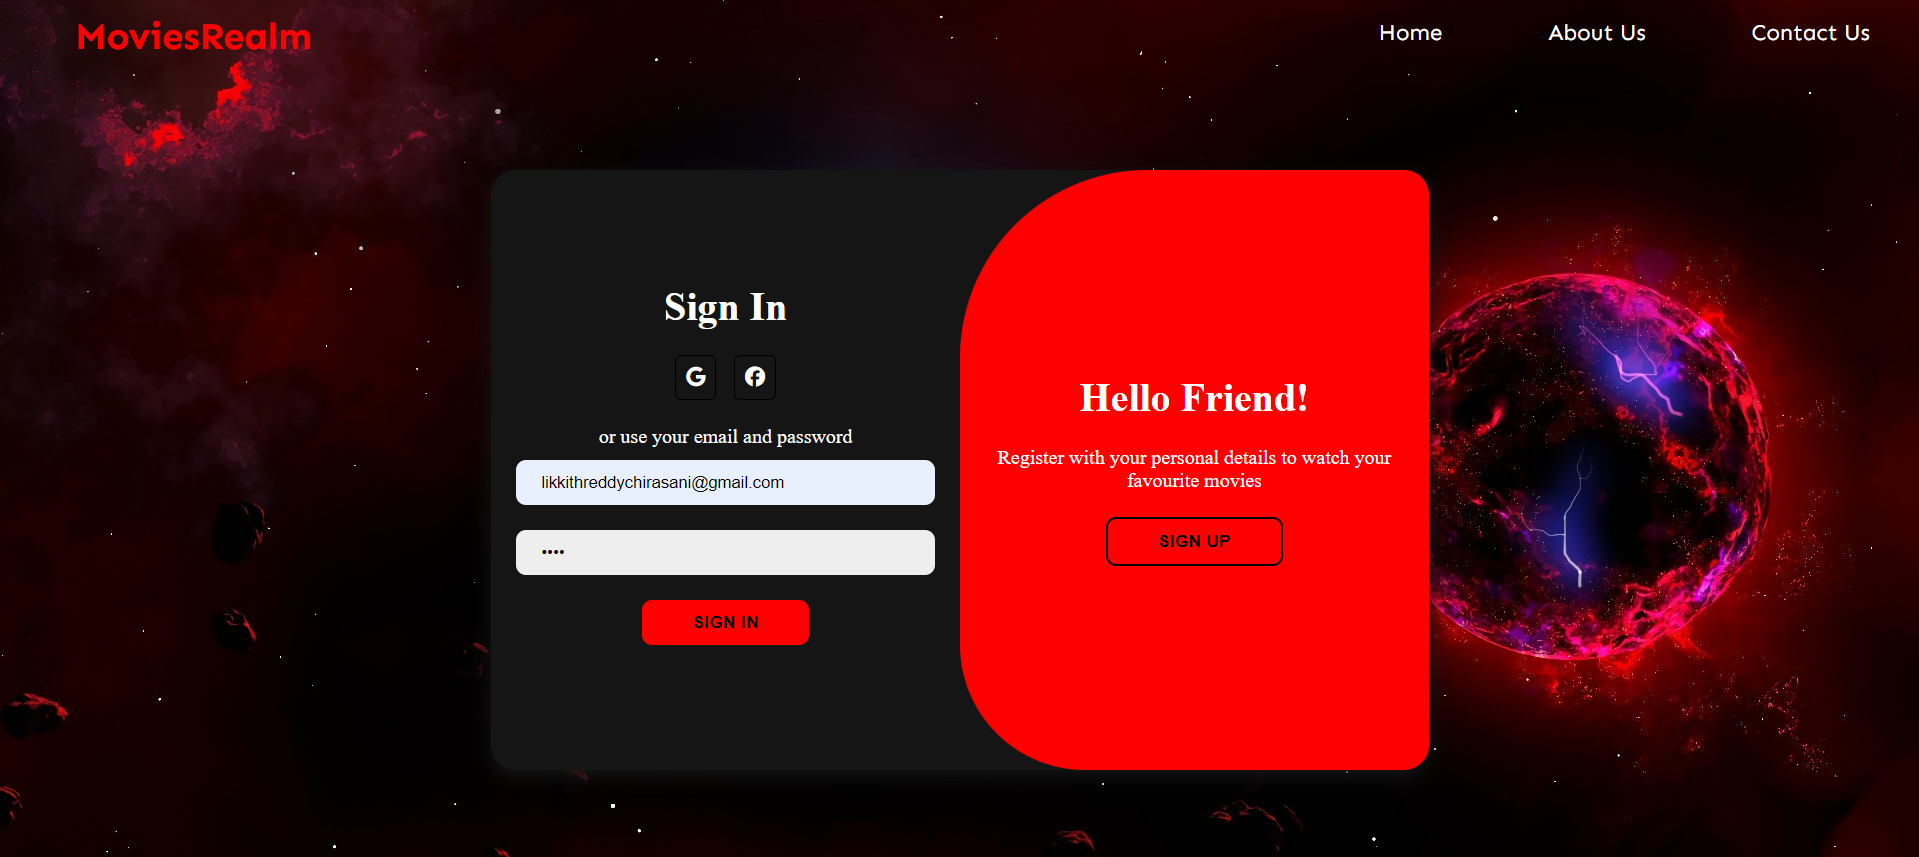 MoviesRealm
Home
About Us
Contact Us
Sign In
or use your email and password
likkithreddychirasani@gmail.com
••••
SIGN IN
Hello Friend!
Register with your personal details to watch your
favourite movies
SIGN UP